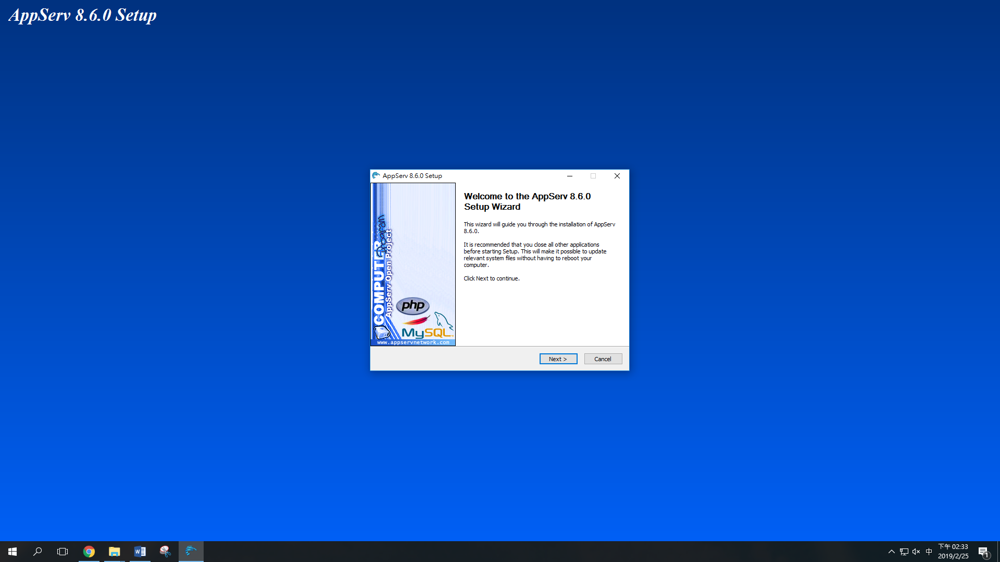 AppServ 8.6.0 Setup
AppServ 8.6.0 Setup
Welcome to the AppServ 8.6.0
Setup Wizard
This wizard will guide you through the installation of AppServ
8.6.0.
It is recommended that you close all other applications
before starting Setup. This will make it possible to update
relevant system files without having to reboot your
computer.
Click Next to continue.
COMPUTER
Program
AppServ Open Project
php
MySQL
www.appservnetwork.com
Next >
Cancel
中
下午 02:33
2019/2/25
1